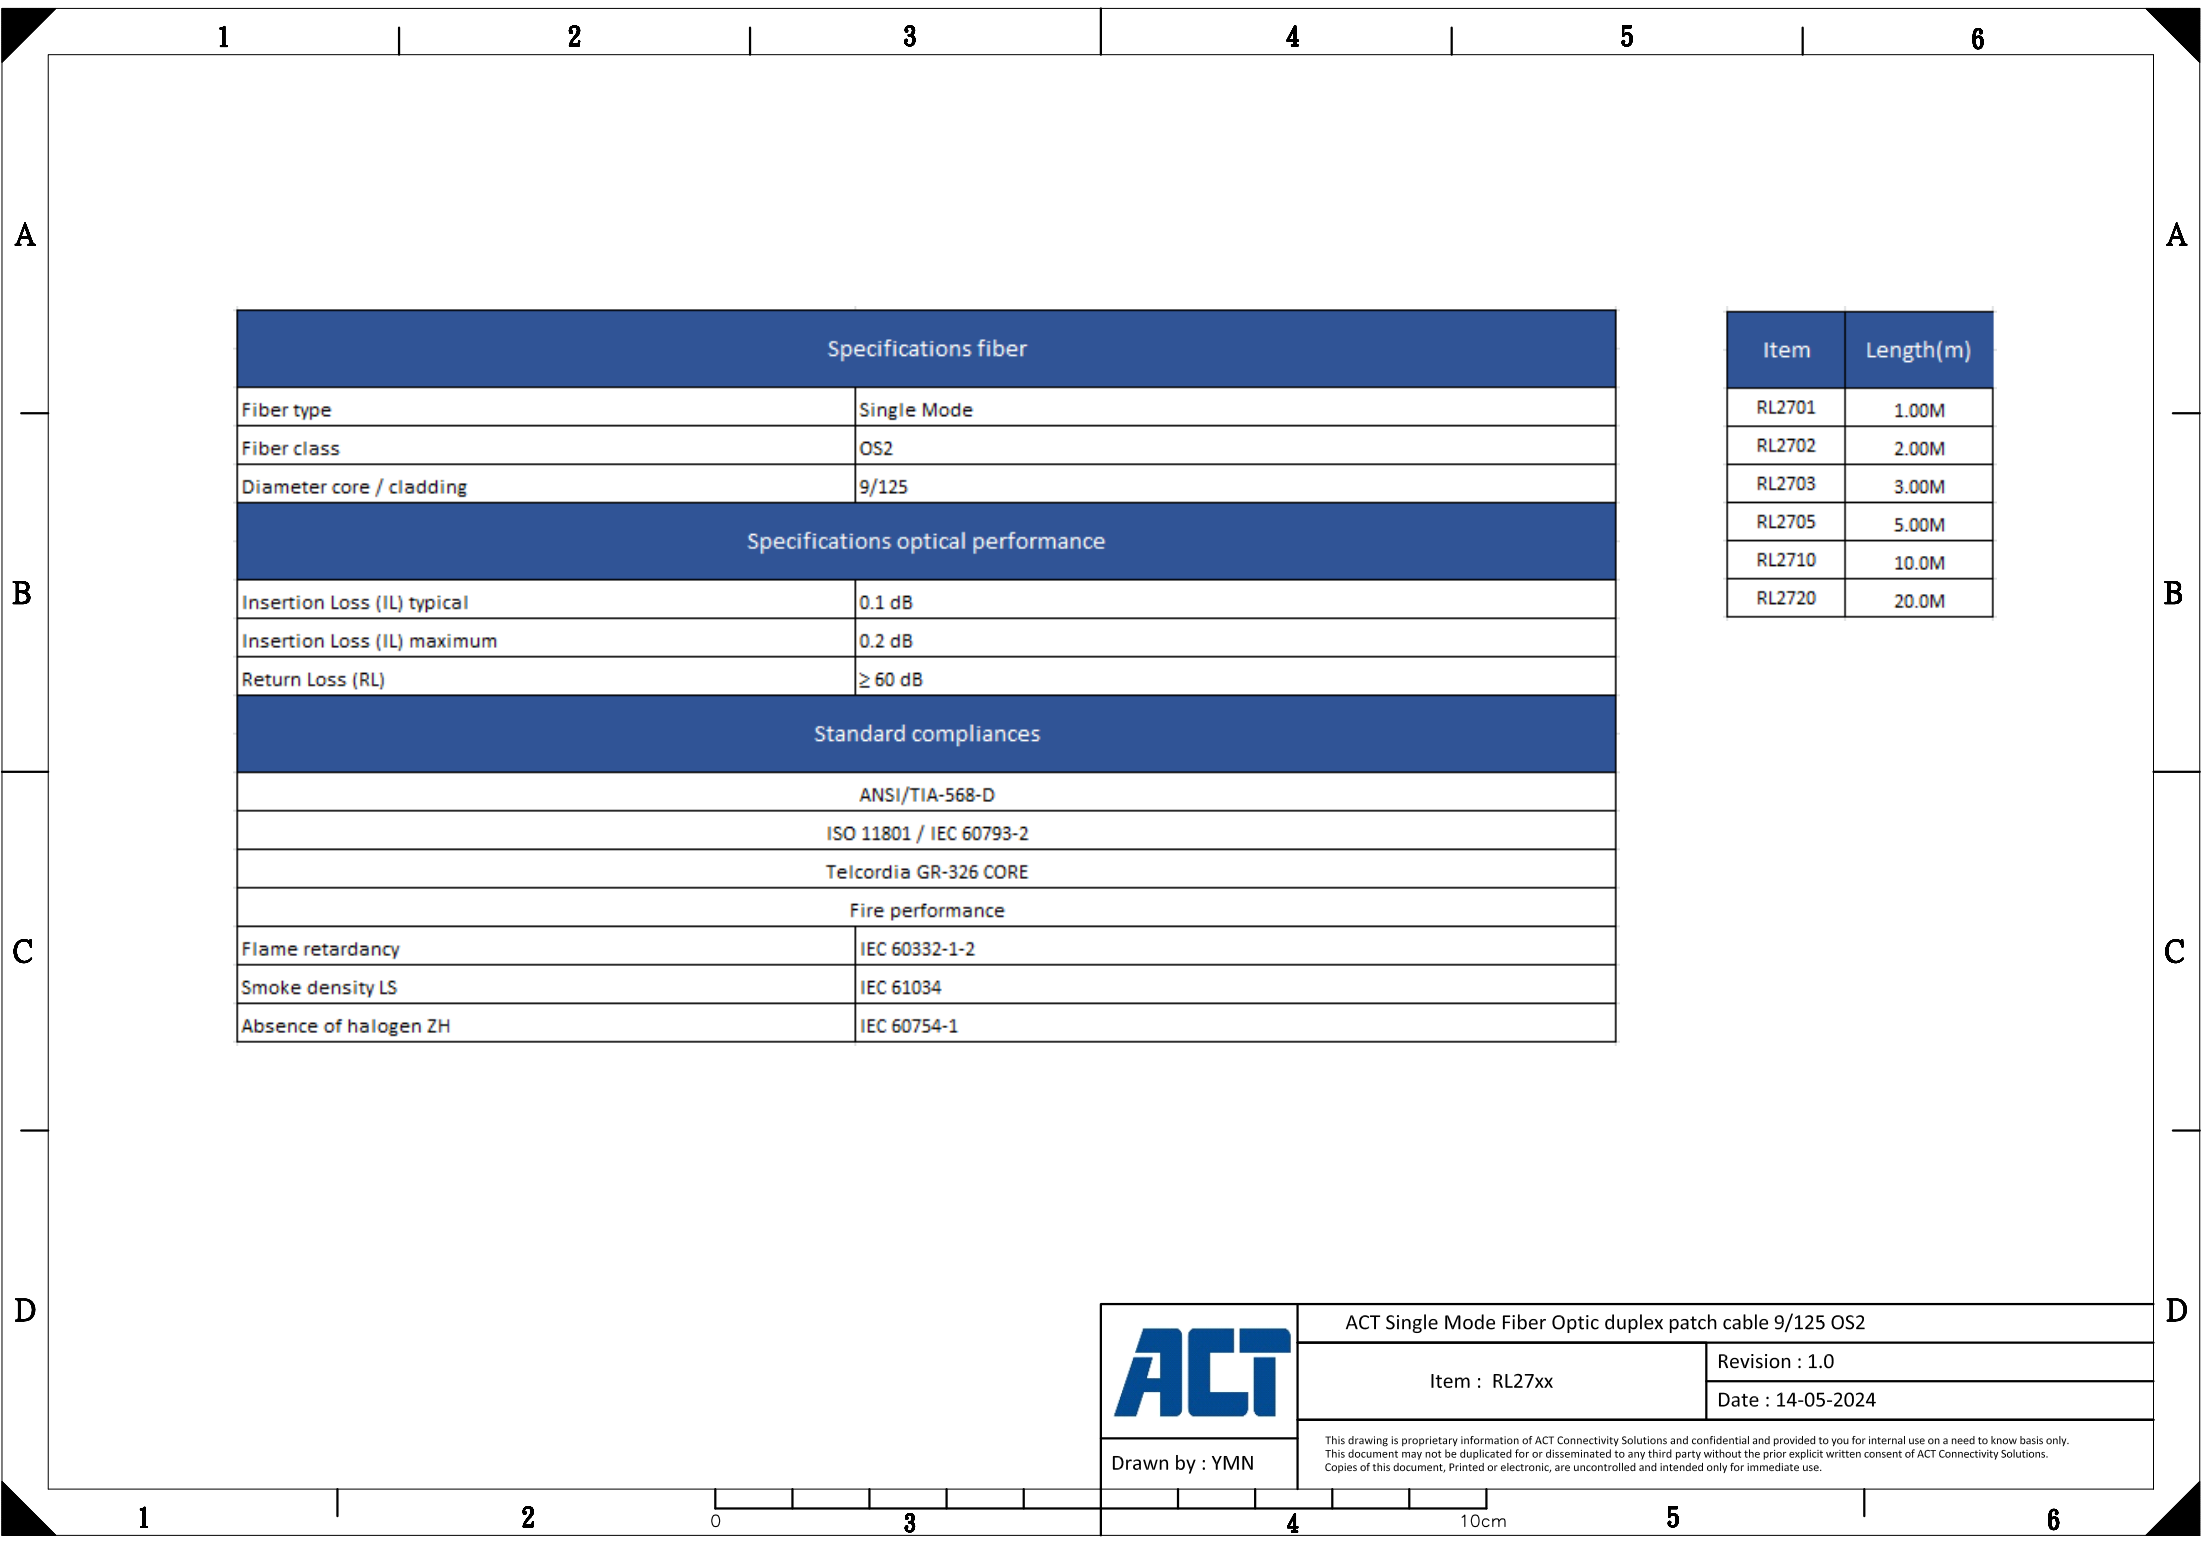 1 2 3 4 5 6
A A
Specifications fiber
Fiber type Single Mode
Fiber class OS2
Diameter core / cladding 9/125
Specifications optical performance
Insertion Loss (IL) typical 0.1 dB
Insertion Loss (IL) maximum 0.2 dB
Return Loss (RL) ≥ 60 dB
Standard compliances
ANSI/TIA-568-D
ISO 11801 / IEC 60793-2
Telcordia GR-326 CORE
Fire performance
Flame retardancy IEC 60332-1-2
Smoke density LS IEC 61034
Absence of halogen ZH IEC 60754-1
Item Length(m)
RL2701 1.00M
RL2702 2.00M
RL2703 3.00M
RL2705 5.00M
RL2710 10.0M
RL2720 20.0M
B B
C C
D D
ACT
Drawn by : YMN
ACT Single Mode Fiber Optic duplex patch cable 9/125 OS2
Item : RL27xx
Revision : 1.0
Date : 14-05-2024
This drawing is proprietary information of ACT Connectivity Solutions and confidential and provided to you for internal use on a need to know basis only.
This document may not be duplicated for or disseminated to any third party without the prior explicit written consent of ACT Connectivity Solutions.
Copies of this document, Printed or electronic, are uncontrolled and intended only for immediate use.
0 10cm
1 2 3 4 5 6